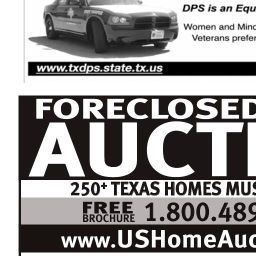 DPS is an Equ
Women and Mino
Veterans prefer
www.txdps.state.tx.us
FORECLOSED
AUCTI
250+ TEXAS HOMES MUS
FREE
BROCHURE
1.800.489
www.USHomeAuc